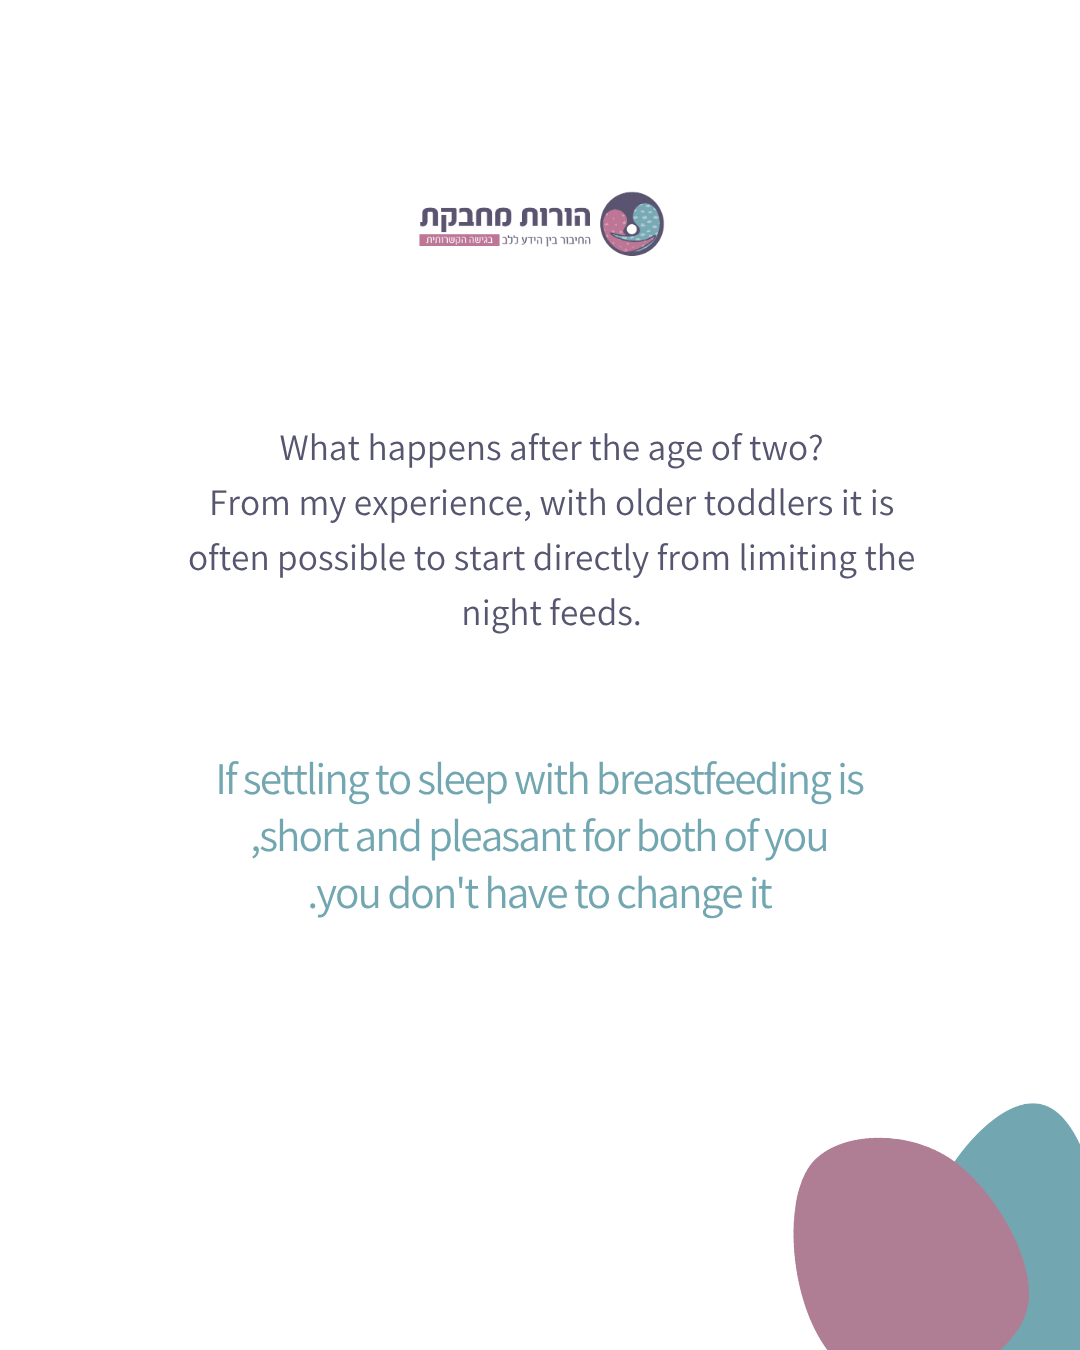 הורות מחבקת
החיבור בין הידע ללב בגישה הקשרותית
What happens after the age of two?
From my experience, with older toddlers it is
often possible to start directly from limiting the
night feeds.
If settling to sleep with breastfeeding is
,short and pleasant for both of you
.you don't have to change it